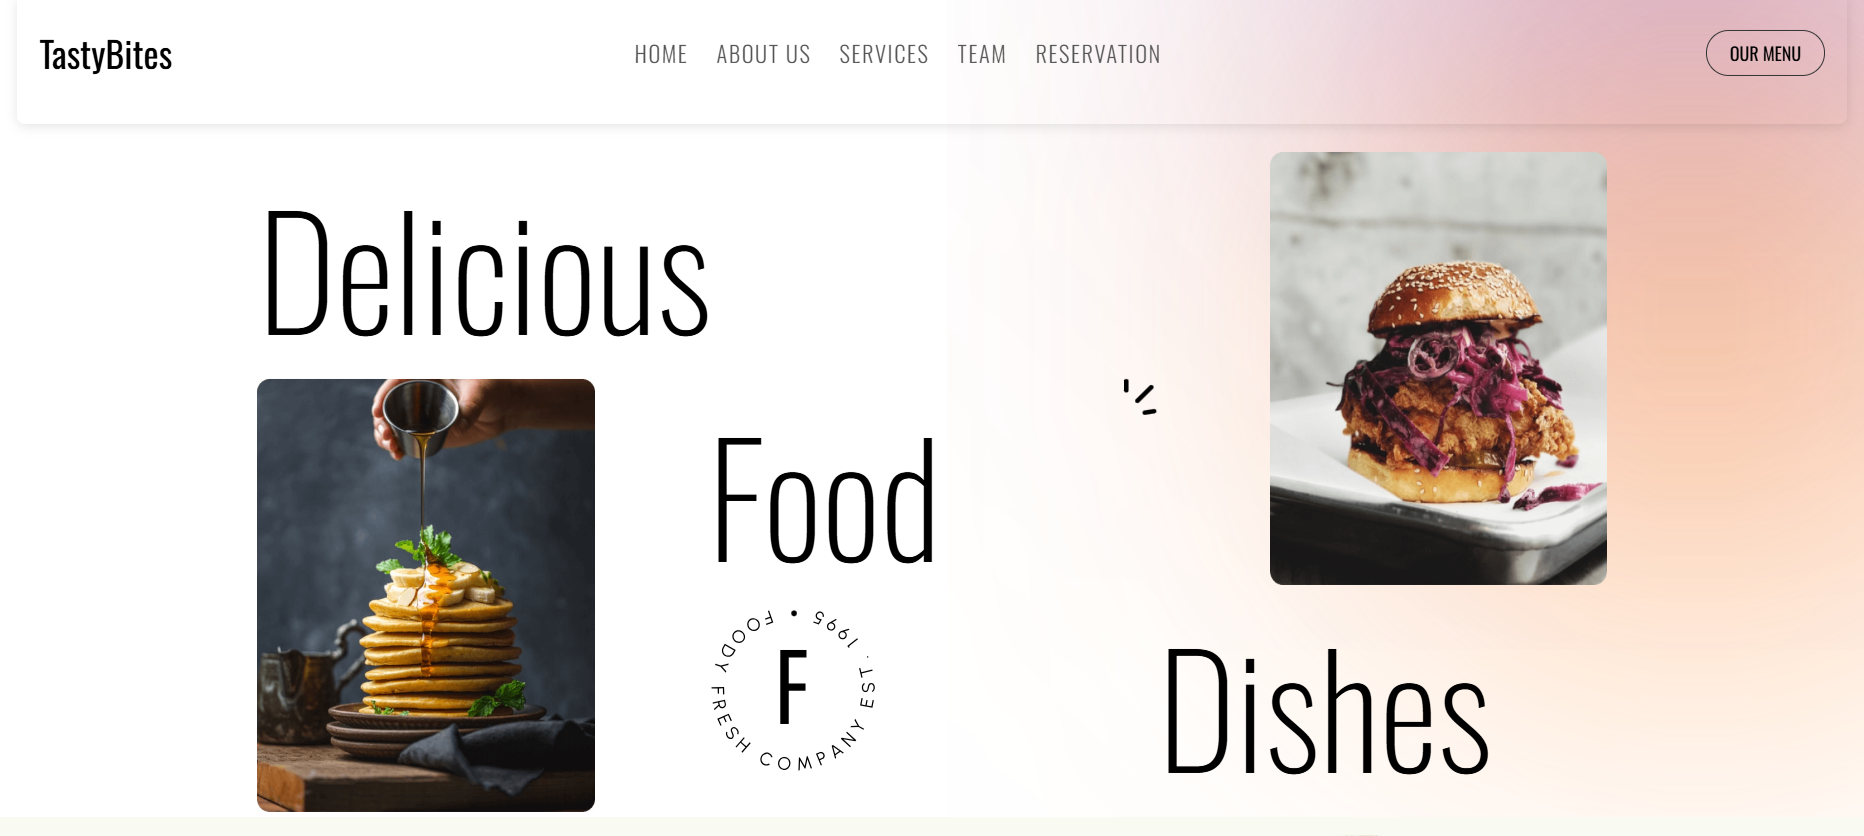 TastyBites
HOME ABOUT US SERVICES TEAM RESERVATION
OUR MENU
Delicious
Food
FOODY FRESH COMPANY EST. 1995 •
F
Dishes